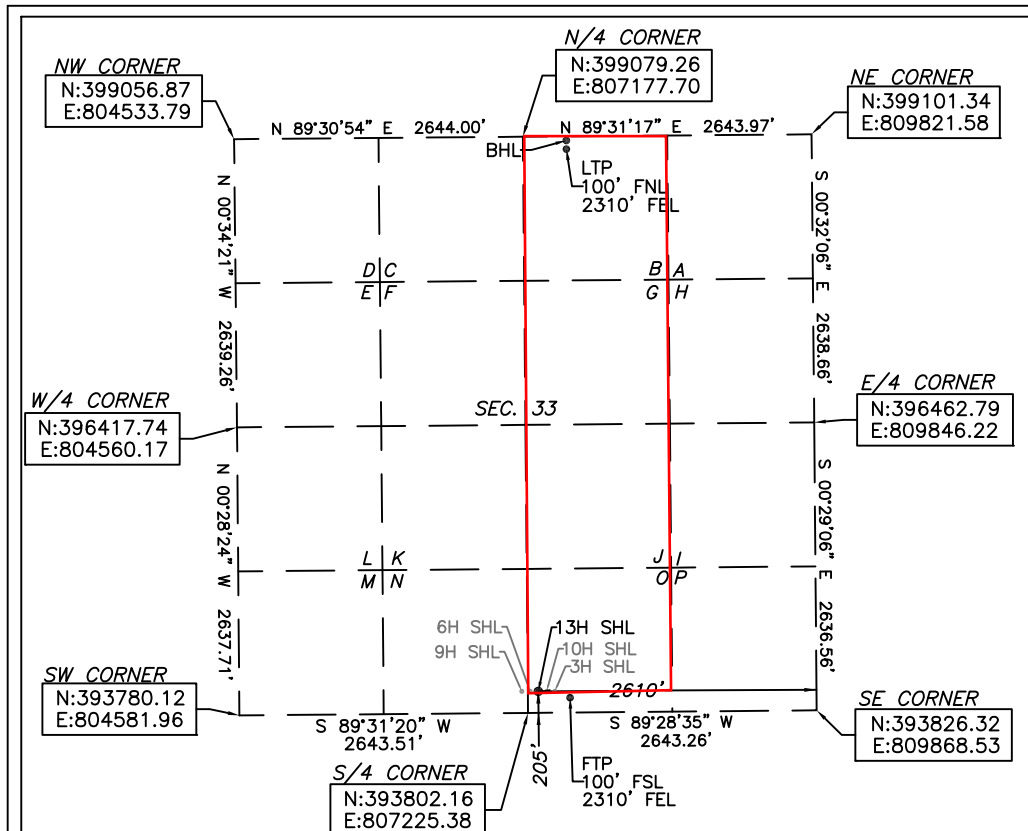 N/4 CORNER
N:399079.26
E:807177.70
NW CORNER
N:399056.87
E:804533.79
NE CORNER
N:399101.34
E:809821.58
N 89°30'54" E 2644.00'
N 89°31'17" E 2643.97'
BHL
LTP
100' FNL
2310' FEL
N 00°34'21" W 2639.26'
S 00°32'06" E 2638.66'
D C
E F
B A
G H
W/4 CORNER
N:396417.74
E:804560.17
SEC. 33
E/4 CORNER
N:396462.79
E:809846.22
N 00°28'24" W 2637.71'
S 00°29'06" E 2636.56'
L K
M N
J I
O P
6H SHL
13H SHL
9H SHL
10H SHL
3H SHL
2610'
SW CORNER
N:393780.12
E:804581.96
SE CORNER
N:393826.32
E:809868.53
S 89°31'20" W
2643.51'
S 89°28'35" W
2643.26'
205'
FTP
100' FSL
2310' FEL
S/4 CORNER
N:393802.16
E:807225.38